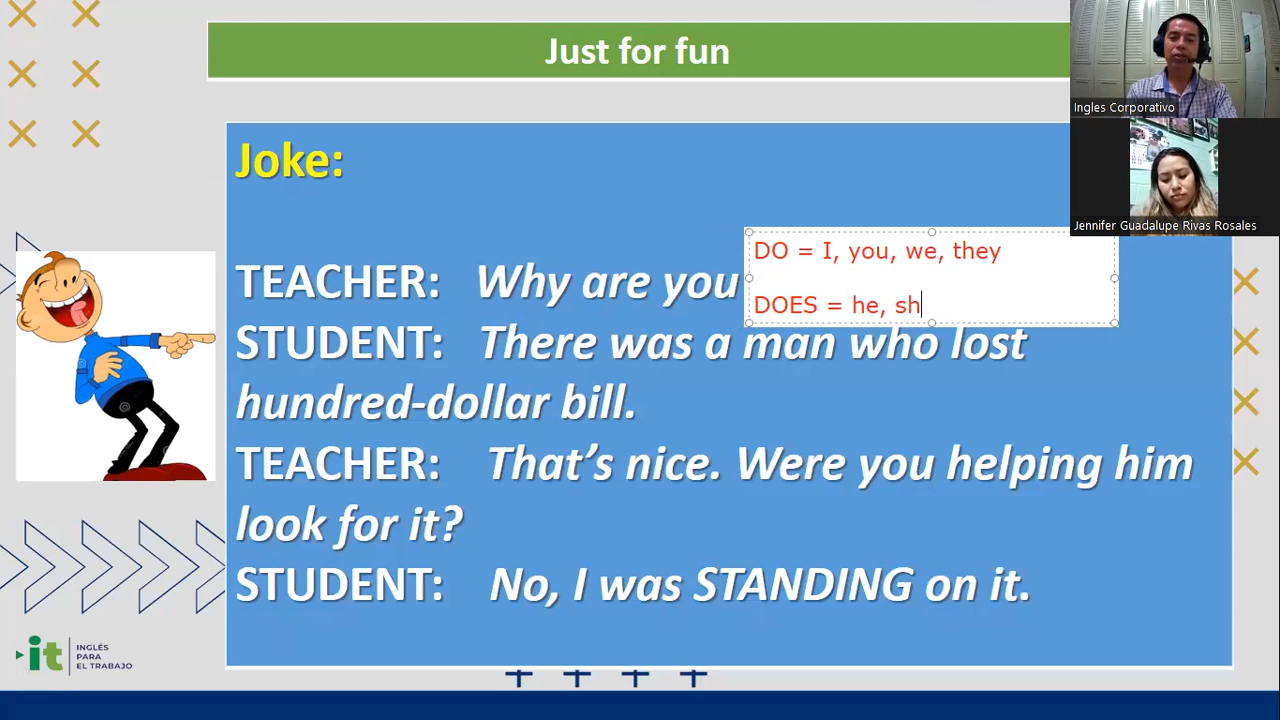 Just for fun
Ingles Corporativo
Jennifer Guadalupe Rivas Rosales
Joke:
DO = I, you, we, they
TEACHER: Why are you
DOES = he, sh
STUDENT: There was a man who lost
hundred-dollar bill.
TEACHER: That's nice. Were you helping him
look for it?
STUDENT: No, I was STANDING on it.
it
INGLÉS
PARA
EL TRABAJO